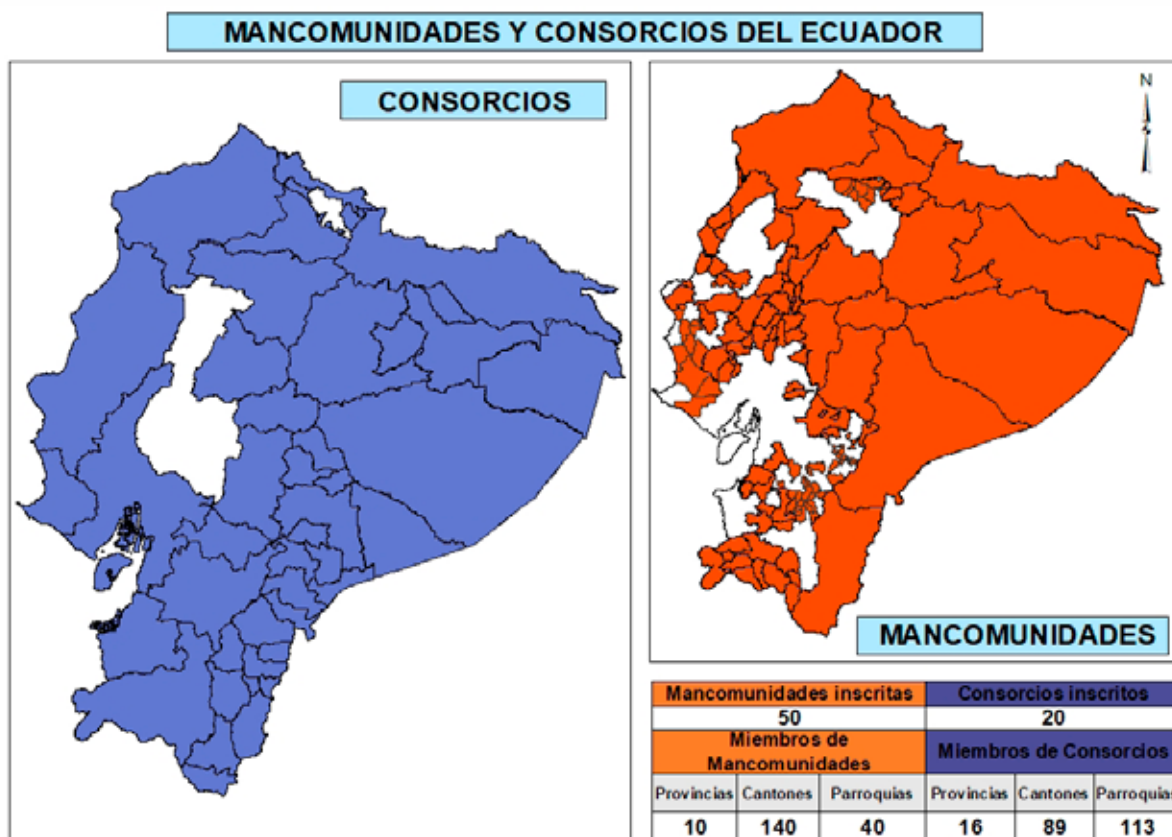 MANCOMUNIDADES Y CONSORCIOS DEL ECUADOR
CONSORCIOS
N
MANCOMUNIDADES
Mancomunidades inscritas Consorcios inscritos
50 20
Miembros de Mancomunidades Miembros de Consorcios
Provincias Cantones Parroquias Provincias Cantones Parroquias
10 140 40 16 89 113